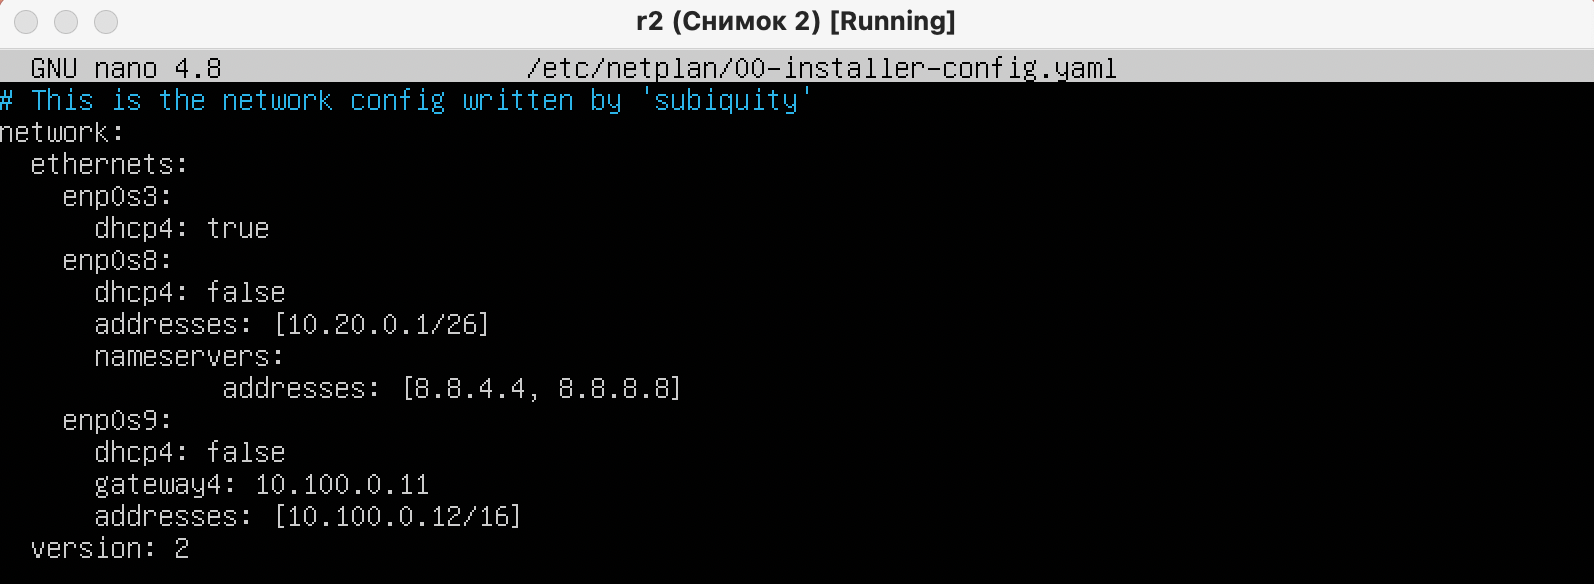 r2 (Снимок 2) [Running]
GNU nano 4.8 /etc/netplan/00-installer-config.yaml
# This is the network config written by 'subiquity'
network:
  ethernets:
    enp0s3:
      dhcp4: true
    enp0s8:
      dhcp4: false
      addresses: [10.20.0.1/26]
      nameservers:
              addresses: [8.8.4.4, 8.8.8.8]
    enp0s9:
      dhcp4: false
      gateway4: 10.100.0.11
      addresses: [10.100.0.12/16]
  version: 2